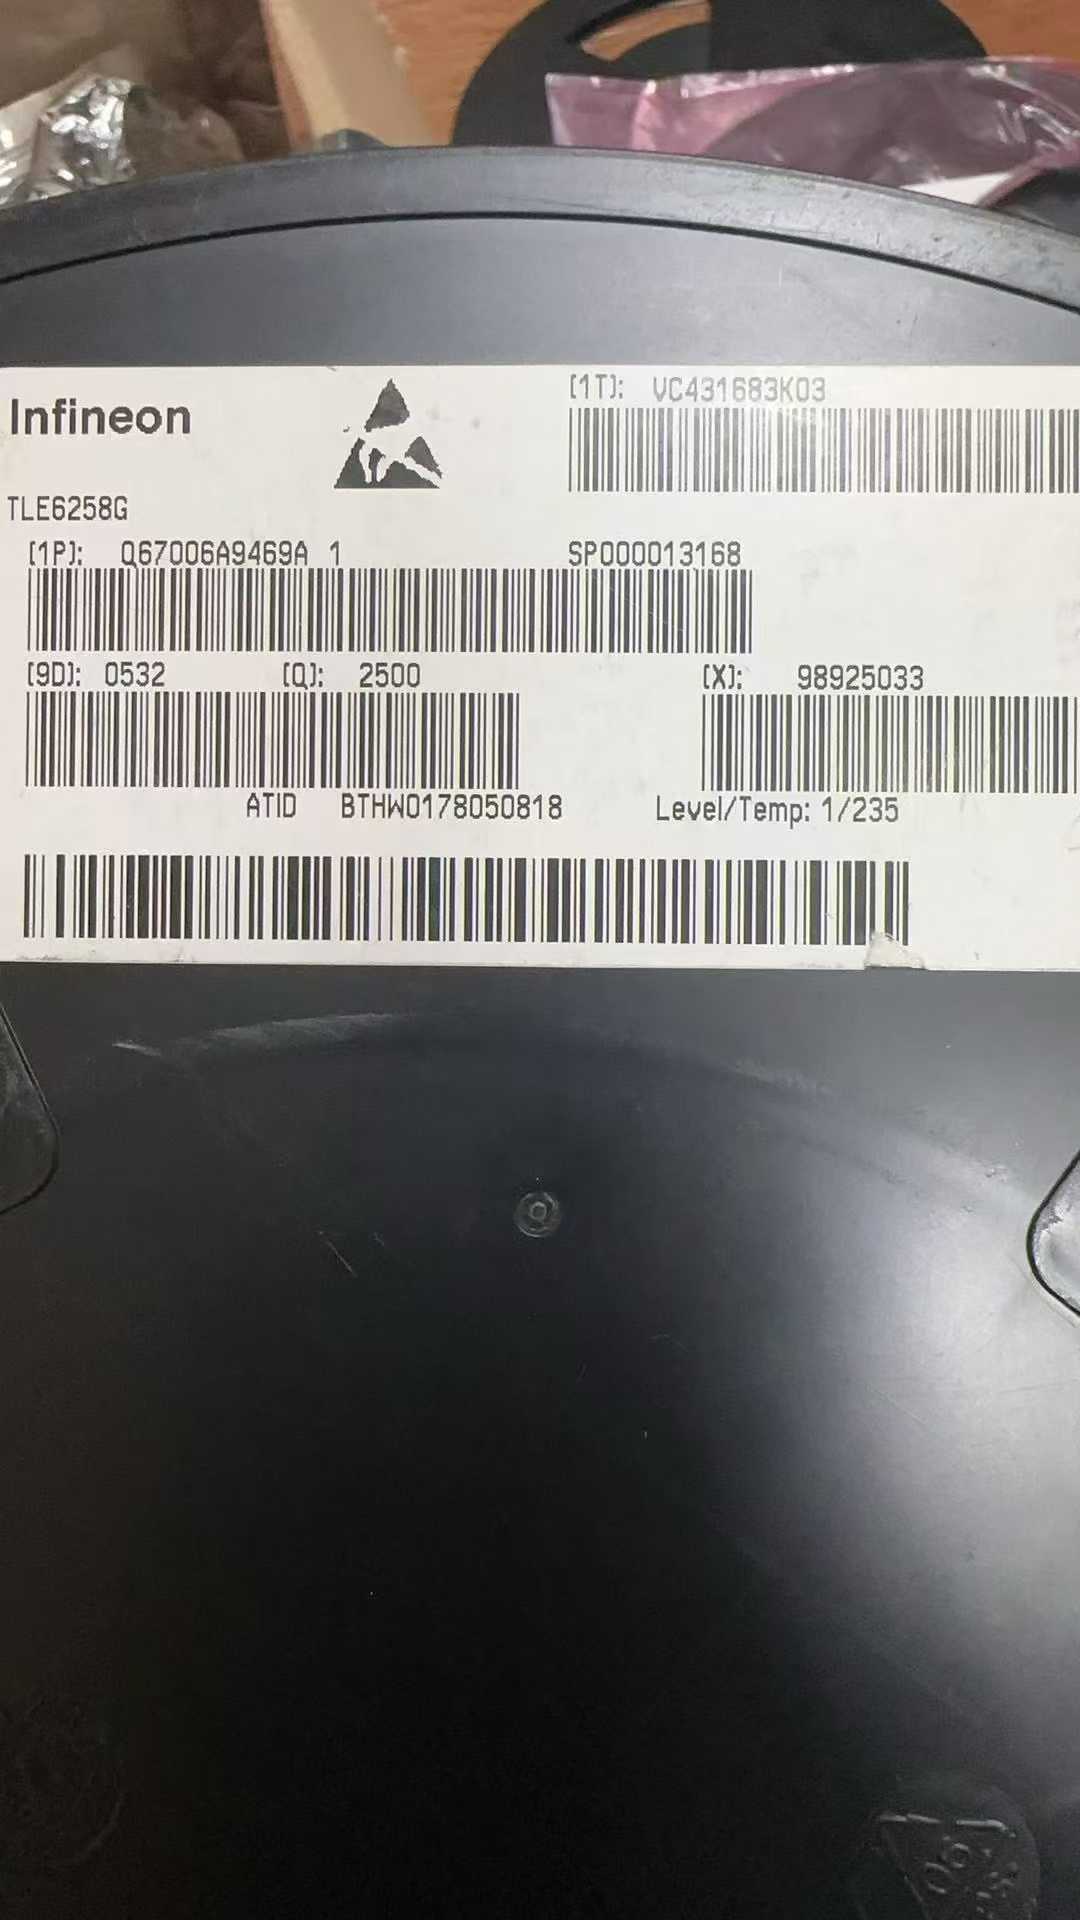 Infineon
(1T): VC431683K03
TLE6258G
(1P): Q67006A9469A 1 SP000013168
(9D): 0532 (Q): 2500 (X): 98925033
ATID BTHW0178050818 Level/Temp: 1/235